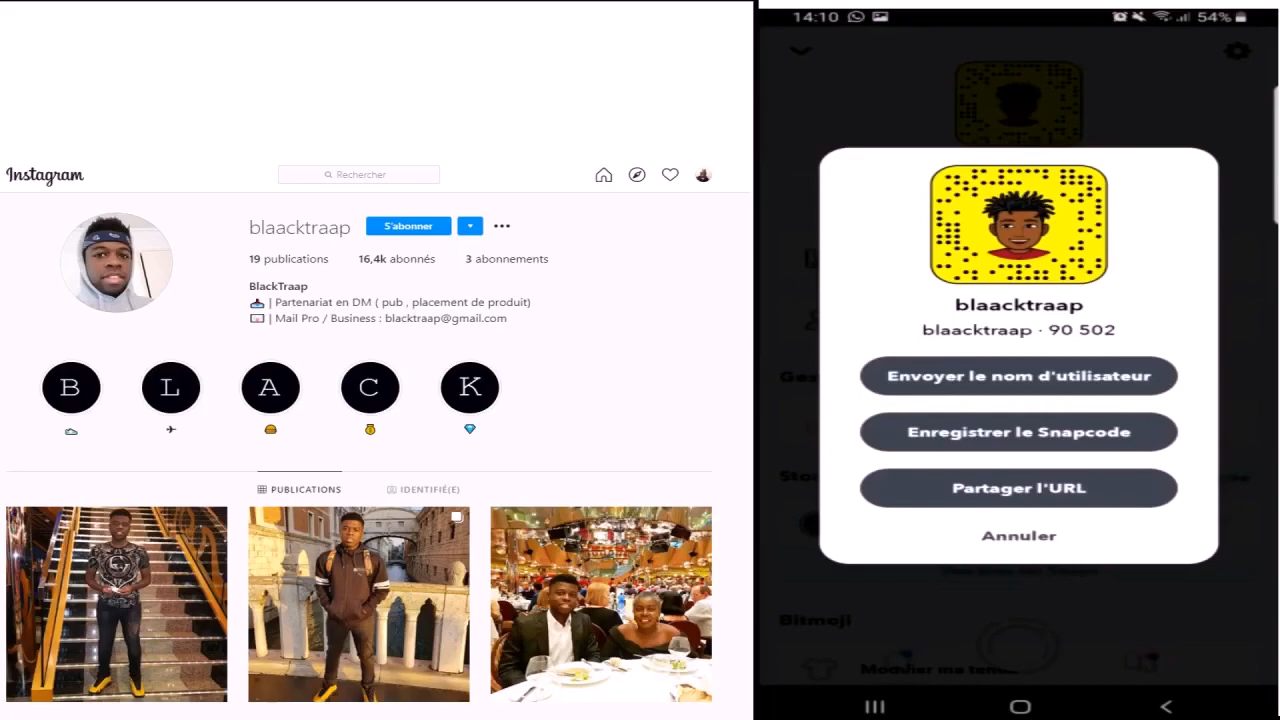 Instagram
Rechercher
blaacktraap S'abonner
19 publications 16,4k abonnés 3 abonnements
BlackTraap
| Partenariat en DM ( pub , placement de produit)
| Mail Pro / Business : blacktraap@gmail.com
B L A C K
PUBLICATIONS IDENTIFIÉ(E)
14:10 54%
blaacktraap
blaacktraap · 90 502
Envoyer le nom d'utilisateur
Enregistrer le Snapcode
Partager l'URL
Annuler
Bitmoji